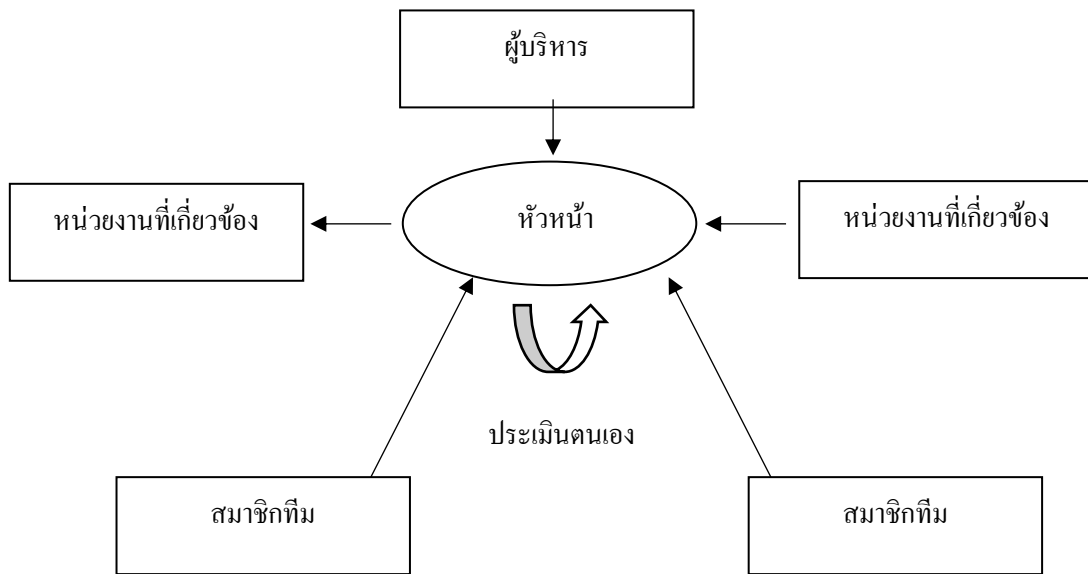 ผู้บริหาร
หน่วยงานที่เกี่ยวข้อง
หัวหน้า
หน่วยงานที่เกี่ยวข้อง
ประเมินตนเอง
สมาชิกทีม
สมาชิกทีม